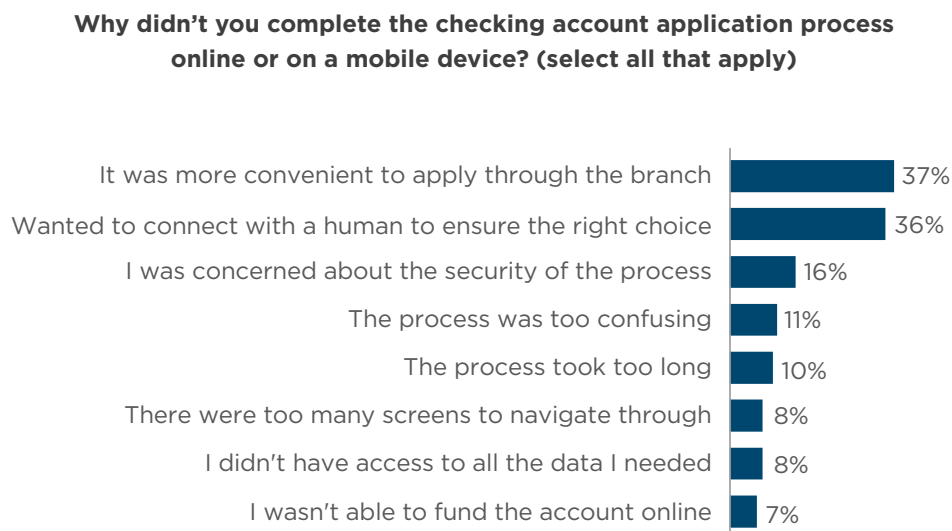 Why didn’t you complete the checking account application process
online or on a mobile device? (select all that apply)
It was more convenient to apply through the branch 37%
Wanted to connect with a human to ensure the right choice 36%
I was concerned about the security of the process 16%
The process was too confusing 11%
The process took too long 10%
There were too many screens to navigate through 8%
I didn't have access to all the data I needed 8%
I wasn't able to fund the account online 7%